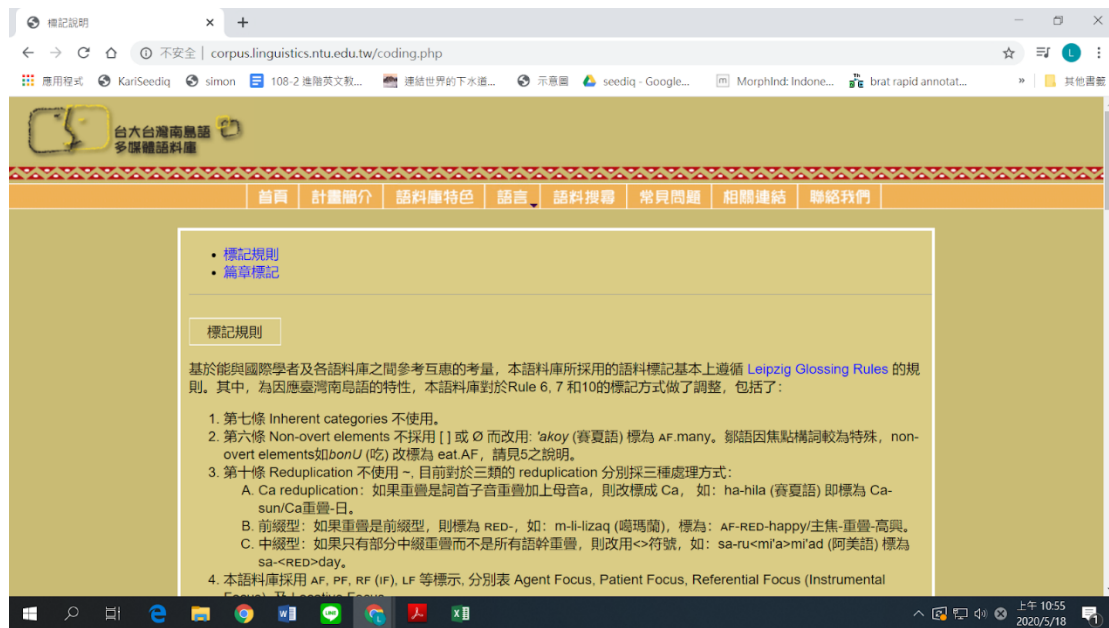 標記說明
不安全 | corpus.linguistics.ntu.edu.tw/coding.php
L
應用程式 KariSeediq simon 108-2 進階英文教... 連結世界的下水道... 示意圖 seediq - Google... MorphInd: Indone... brat rapid annotat... » 其他書籤
台大台灣南島語
多媒體語料庫
首頁 計畫簡介 語料庫特色 語言 語料搜尋 常見問題 相關連結 聯絡我們
• 標記規則
• 篇章標記
標記規則
基於能與國際學者及各語料庫之間參考互惠的考量，本語料庫所採用的語料標記基本上遵循 Leipzig Glossing Rules 的規
則。其中，為因應臺灣南島語的特性，本語料庫對於Rule 6, 7 和10的標記方式做了調整，包括了：
1. 第七條 Inherent categories 不使用。
2. 第六條 Non-overt elements 不採用 [ ] 或 Ø 而改用: 'akoy (賽夏語) 標為 AF.many。鄒語因焦點構詞較為特殊，non-
overt elements如bonU (吃) 改標為 eat.AF，請見5之說明。
3. 第十條 Reduplication 不使用 ~, 目前對於三類的 reduplication 分別採三種處理方式：
A. Ca reduplication：如果重疊是詞首子音重疊加上母音a，則改標成 Ca， 如：ha-hila (賽夏語) 即標為 Ca-
sun/Ca重疊-日。
B. 前綴型：如果重疊是前綴型，則標為 RED-，如：m-li-lizaq (噶瑪蘭)，標為：AF-RED-happy/主焦-重疊-高興。
C. 中綴型：如果只有部分中綴重疊而不是所有語幹重疊，則改用<>符號，如：sa-ru<mi'a>mi'ad (阿美語) 標為
sa-<RED>day。
4. 本語料庫採用 AF, PF, RF (IF), LF 等標示, 分別表 Agent Focus, Patient Focus, Referential Focus (Instrumental
Focus), 及 Locative Focus
上午 10:55
2020/5/18